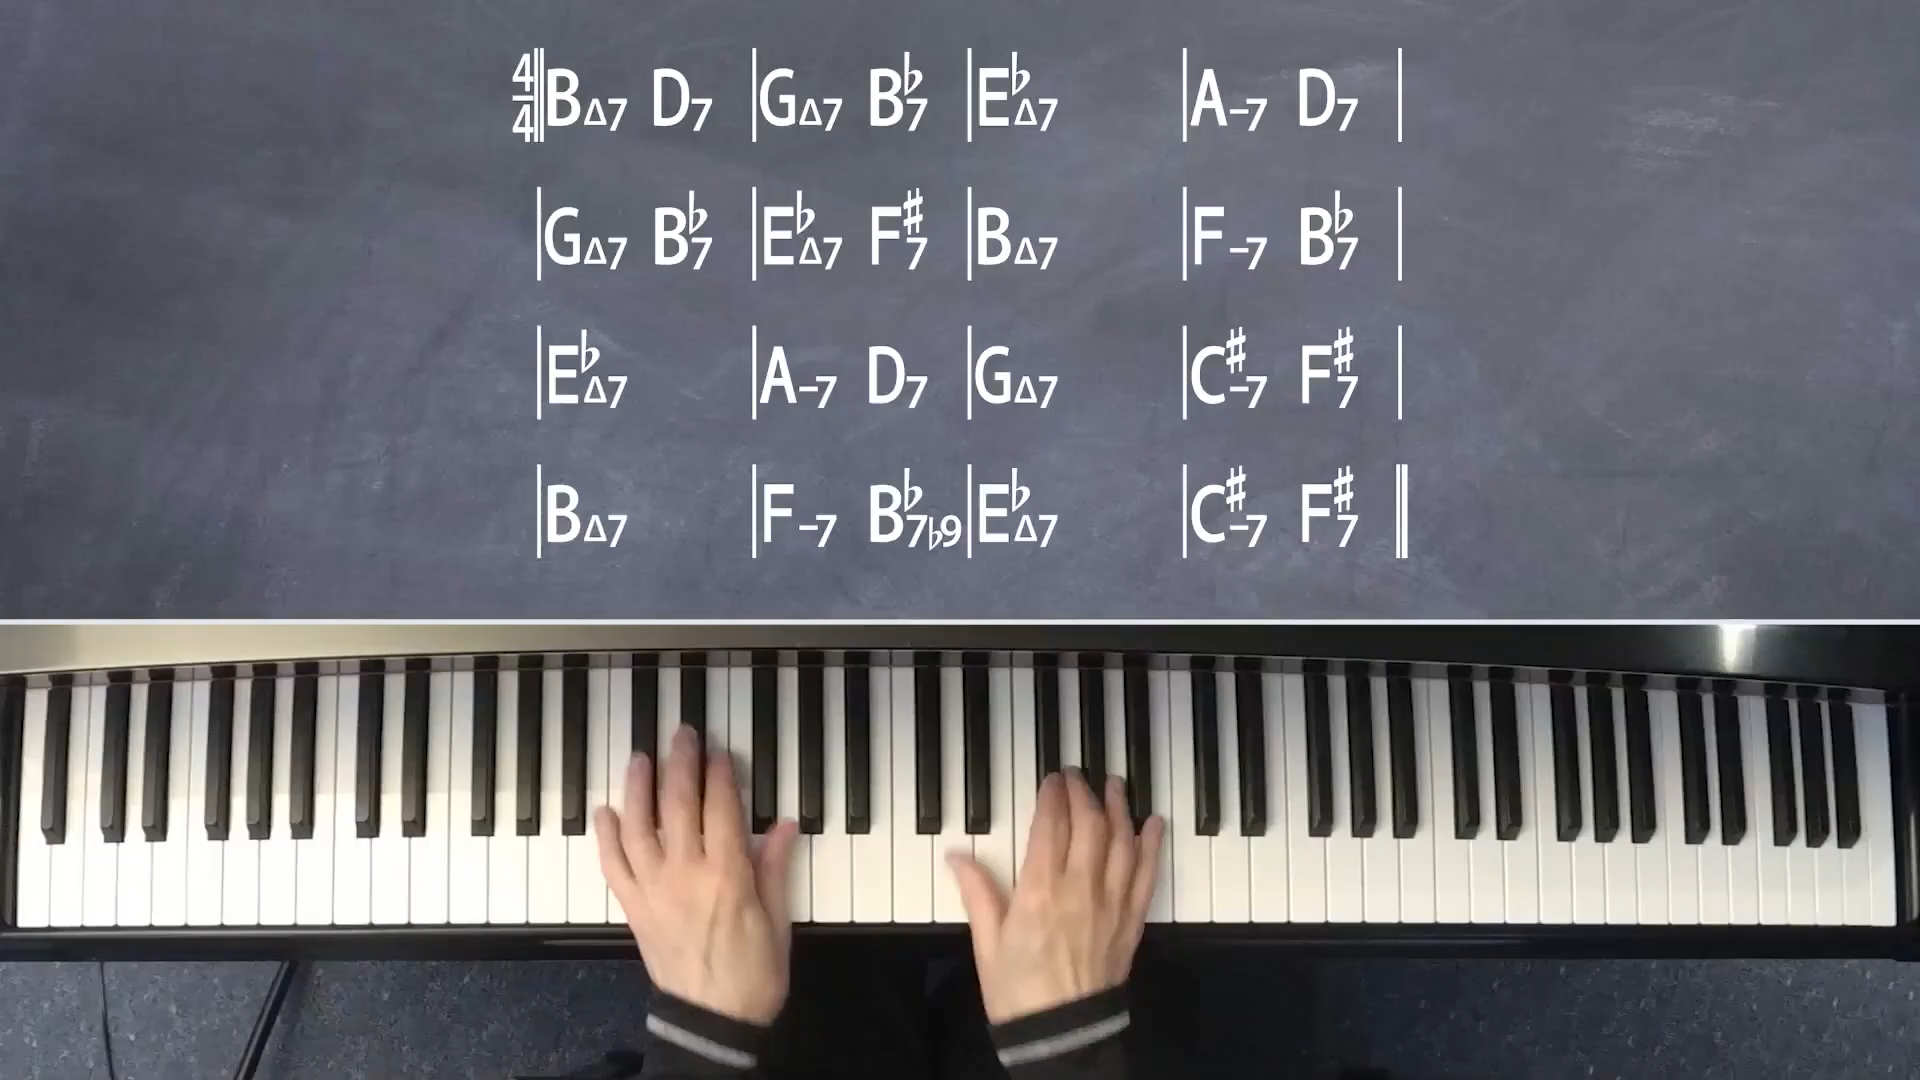 4/4 BΔ7 D7 | GΔ7 B♭7 | E♭Δ7 | A–7 D7 |
| GΔ7 B♭7 | E♭Δ7 F♯7 | BΔ7 | F–7 B♭7 |
| E♭Δ7 | A–7 D7 | GΔ7 | C♯–7 F♯7 |
| BΔ7 | F–7 B♭7♭9 | E♭Δ7 | C♯–7 F♯7 ||